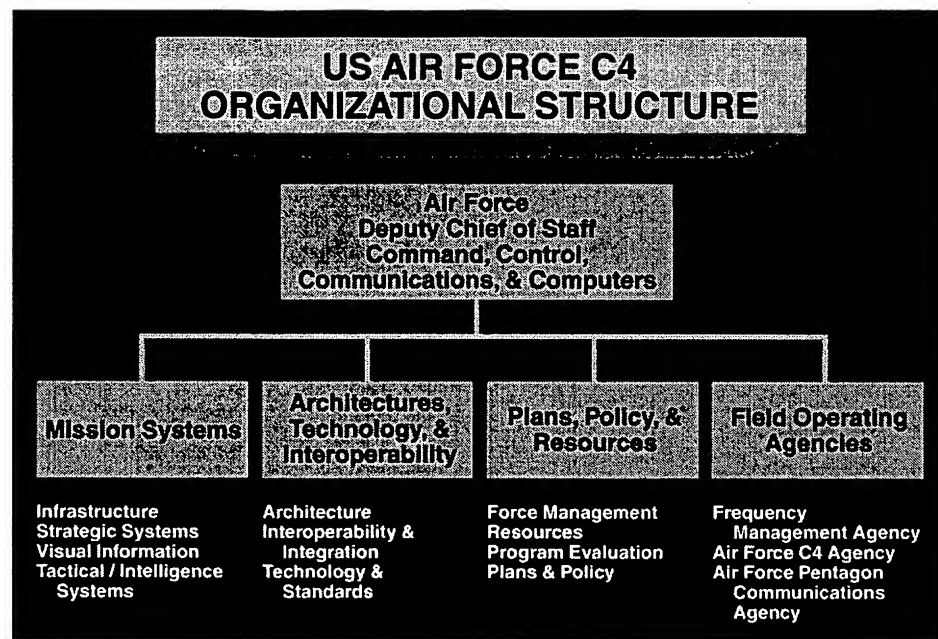 US AIR FORCE C4
ORGANIZATIONAL STRUCTURE
Air Force
Deputy Chief of Staff
Command, Control,
Communications, & Computers
Mission Systems
Architectures,
Technology, &
Interoperability
Plans, Policy, &
Resources
Field Operating
Agencies
Infrastructure
Strategic Systems
Visual Information
Tactical / Intelligence
Systems
Architecture
Interoperability &
Integration
Technology &
Standards
Force Management
Resources
Program Evaluation
Plans & Policy
Frequency
Management Agency
Air Force C4 Agency
Air Force Pentagon
Communications
Agency